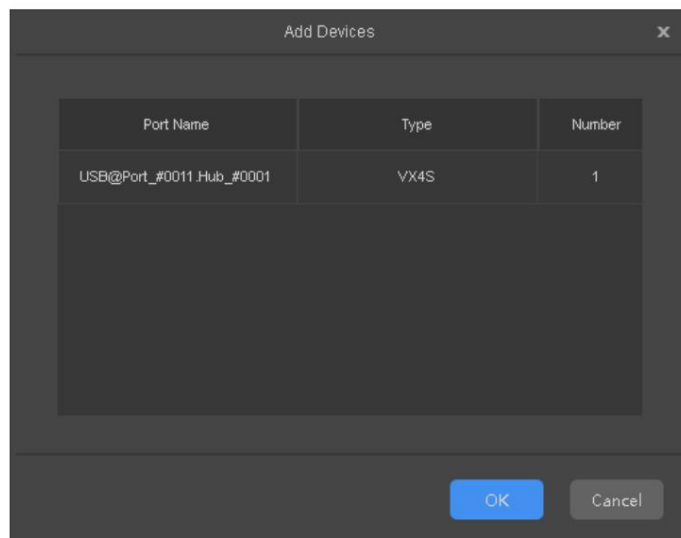 Add Devices x
Port Name Type Number
USB@Port_#0011.Hub_#0001 VX4S 1
OK Cancel